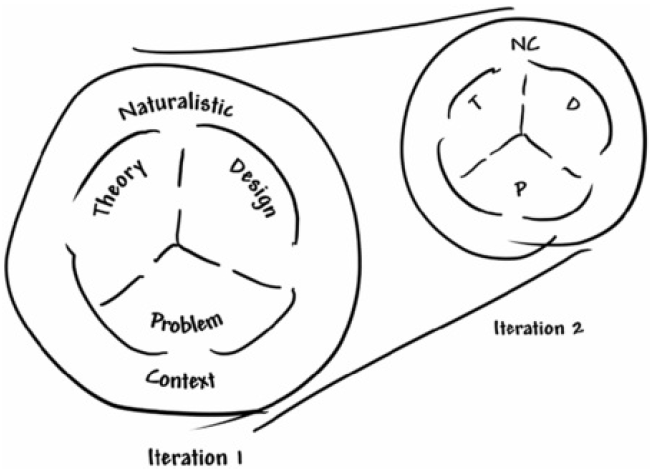 Naturalistic
Theory
Design
Problem
Context
Iteration 1
NC
T
D
P
Iteration 2